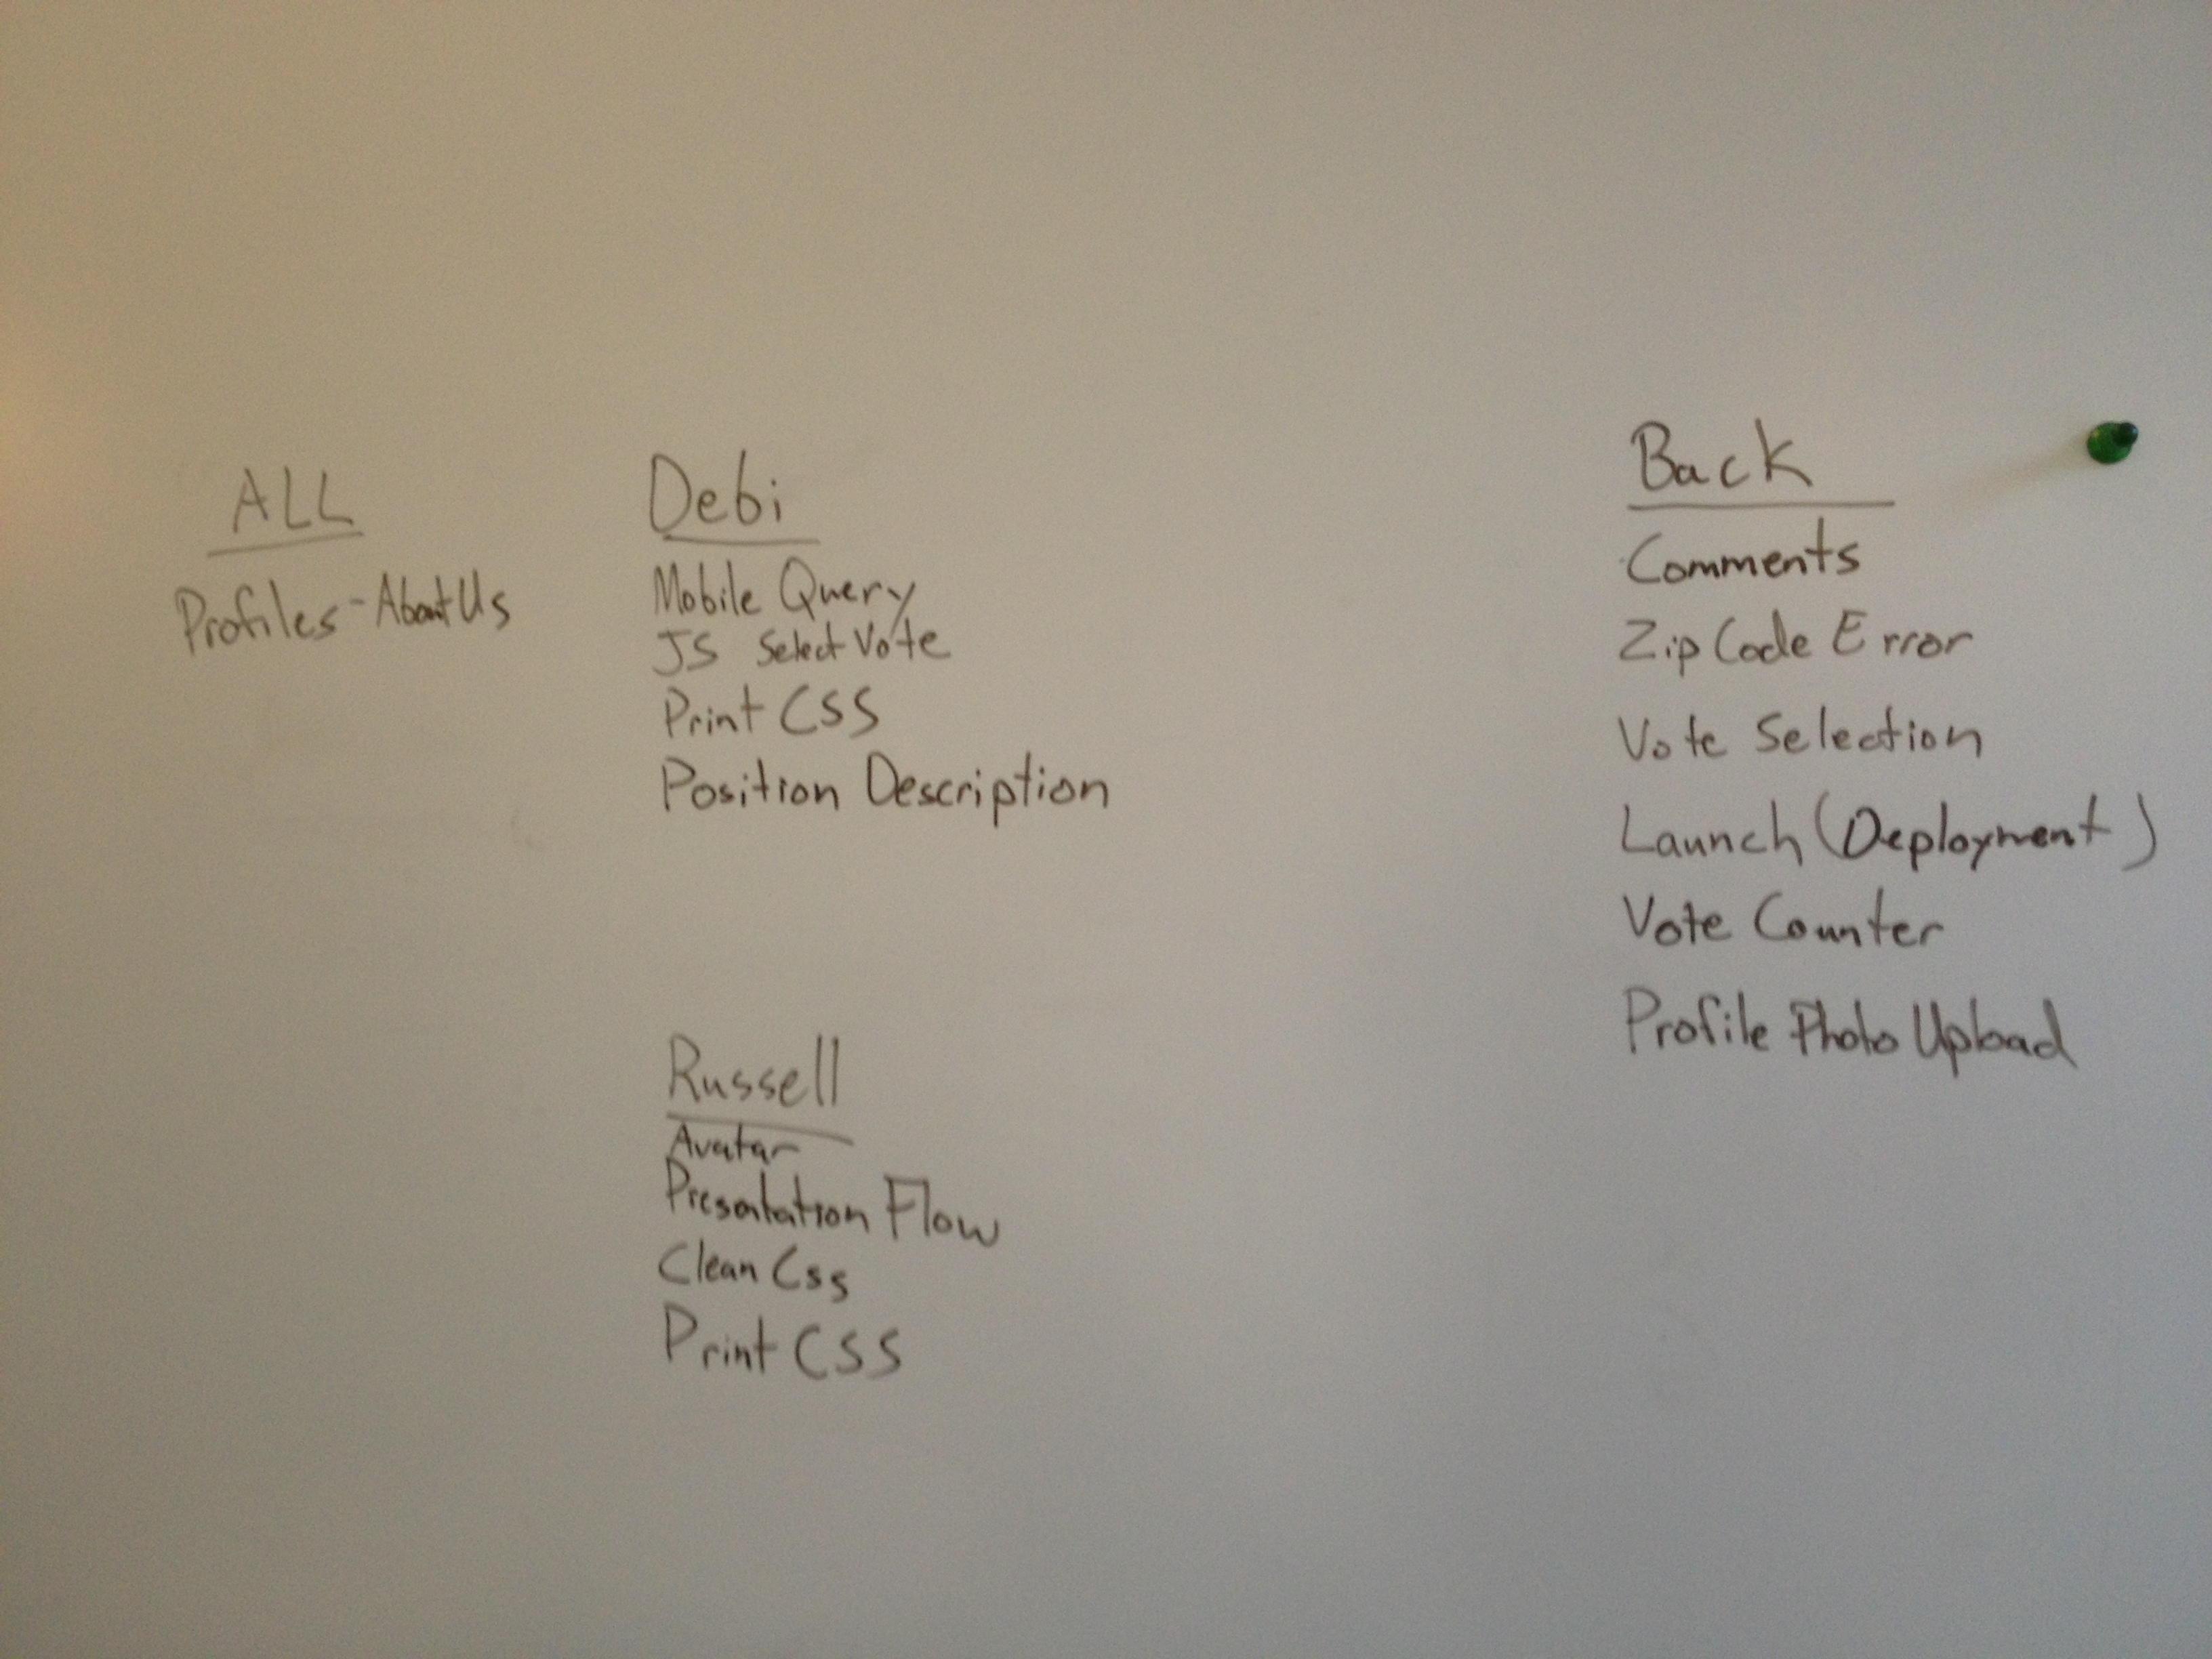 ALL
Profiles - About Us
Debi
Mobile Query
JS Select Vote
Print CSS
Position Description
Russell
Avatar
Presentation Flow
Clean Css
Print CSS
Back
Comments
Zip Code Error
Vote Selection
Launch (Deployment)
Vote Counter
Profile Photo Upload